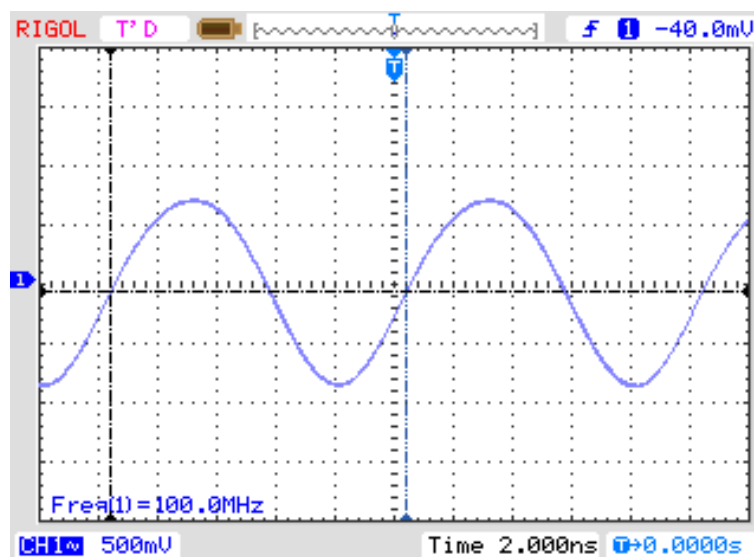 RIGOL T'D T 1 -40.0mV
T
1
Freq(1)=100.0MHz
CH1~ 500mV Time 2.000ns T→0.0000s